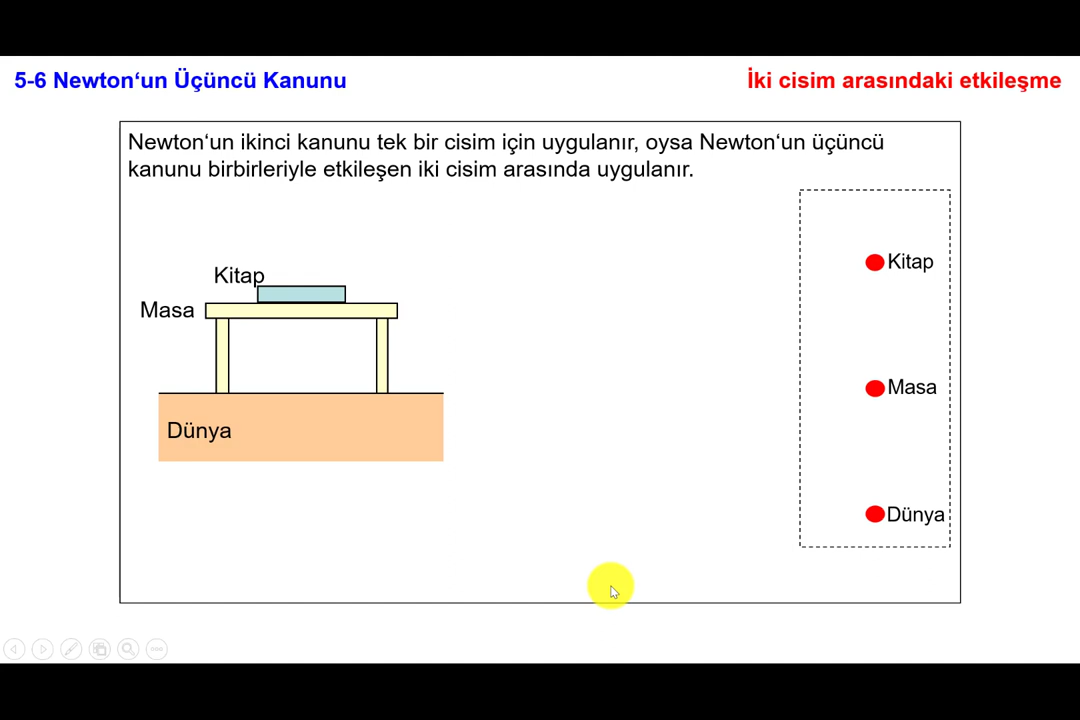 5-6 Newton‘un Üçüncü Kanunu
İki cisim arasındaki etkileşme
Newton‘un ikinci kanunu tek bir cisim için uygulanır, oysa Newton‘un üçüncü
kanunu birbirleriyle etkileşen iki cisim arasında uygulanır.
Kitap
Masa
Dünya
Kitap
Masa
Dünya